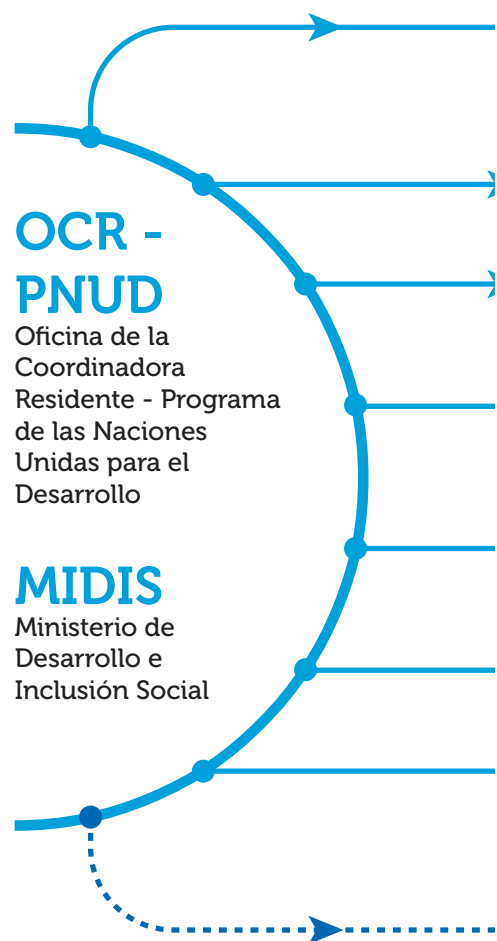 OCR -
PNUD
Oficina de la
Coordinadora
Residente - Programa
de las Naciones
Unidas para el
Desarrollo
MIDIS
Ministerio de
Desarrollo e
Inclusión Social